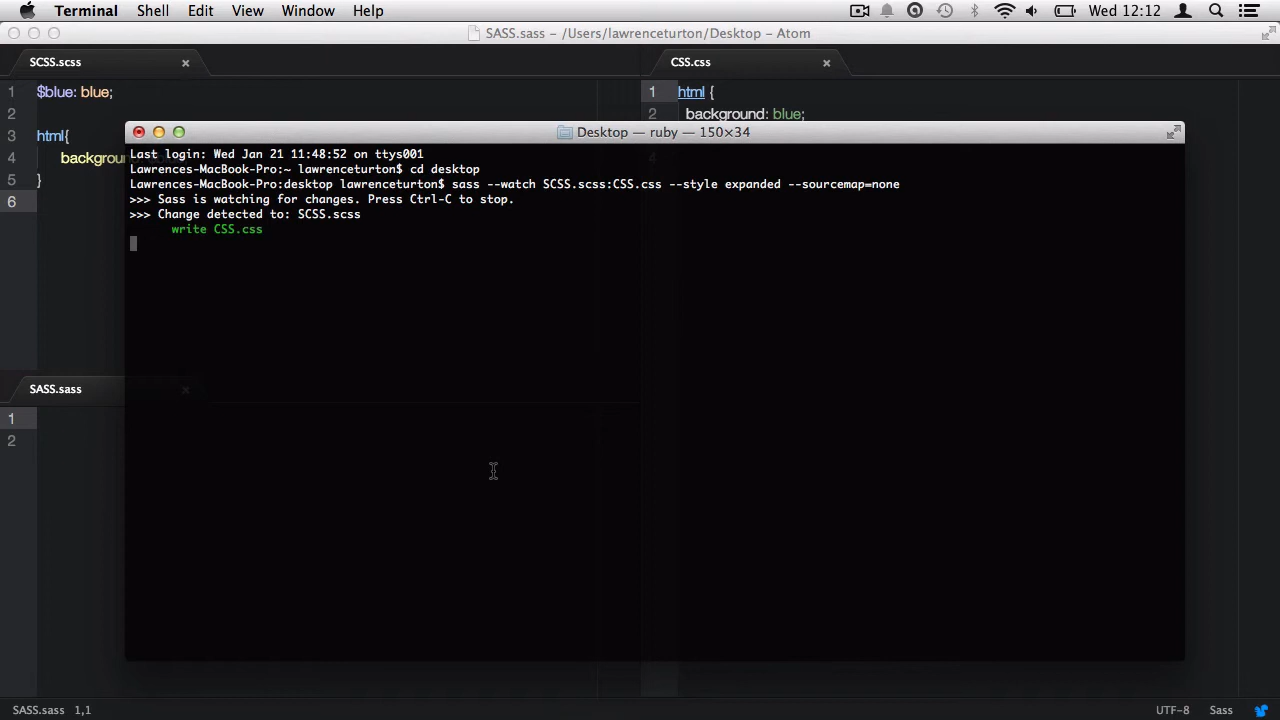 Terminal Shell Edit View Window Help Wed 12:12
SASS.sass – /Users/lawrenceturton/Desktop – Atom
SCSS.scss
CSS.css
1 $blue: blue;
2
3 html{
4 backgroun
5 }
6
1 html {
2 background: blue;
4
Desktop — ruby — 150×34
Last login: Wed Jan 21 11:48:52 on ttys001
Lawrences-MacBook-Pro:~ lawrenceturton$ cd desktop
Lawrences-MacBook-Pro:desktop lawrenceturton$ sass --watch SCSS.scss:CSS.css --style expanded --sourcemap=none
>>> Sass is watching for changes. Press Ctrl-C to stop.
>>> Change detected to: SCSS.scss
write CSS.css
SASS.sass
1
2
SASS.sass 1,1
UTF-8 Sass